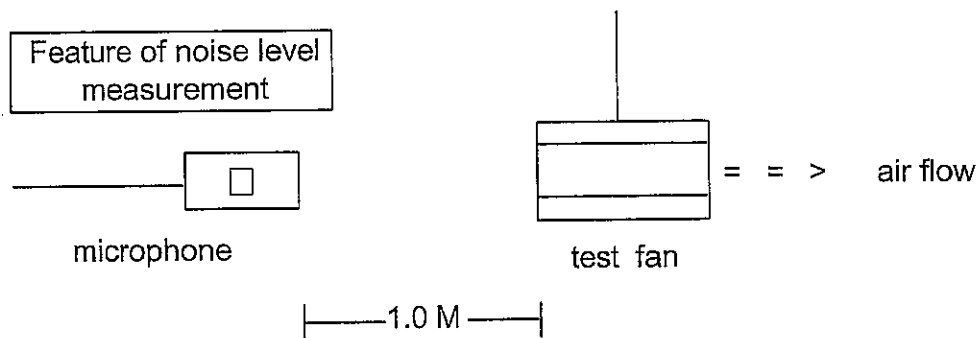 Feature of noise level
measurement
= = > air flow
microphone
test fan
1.0 M